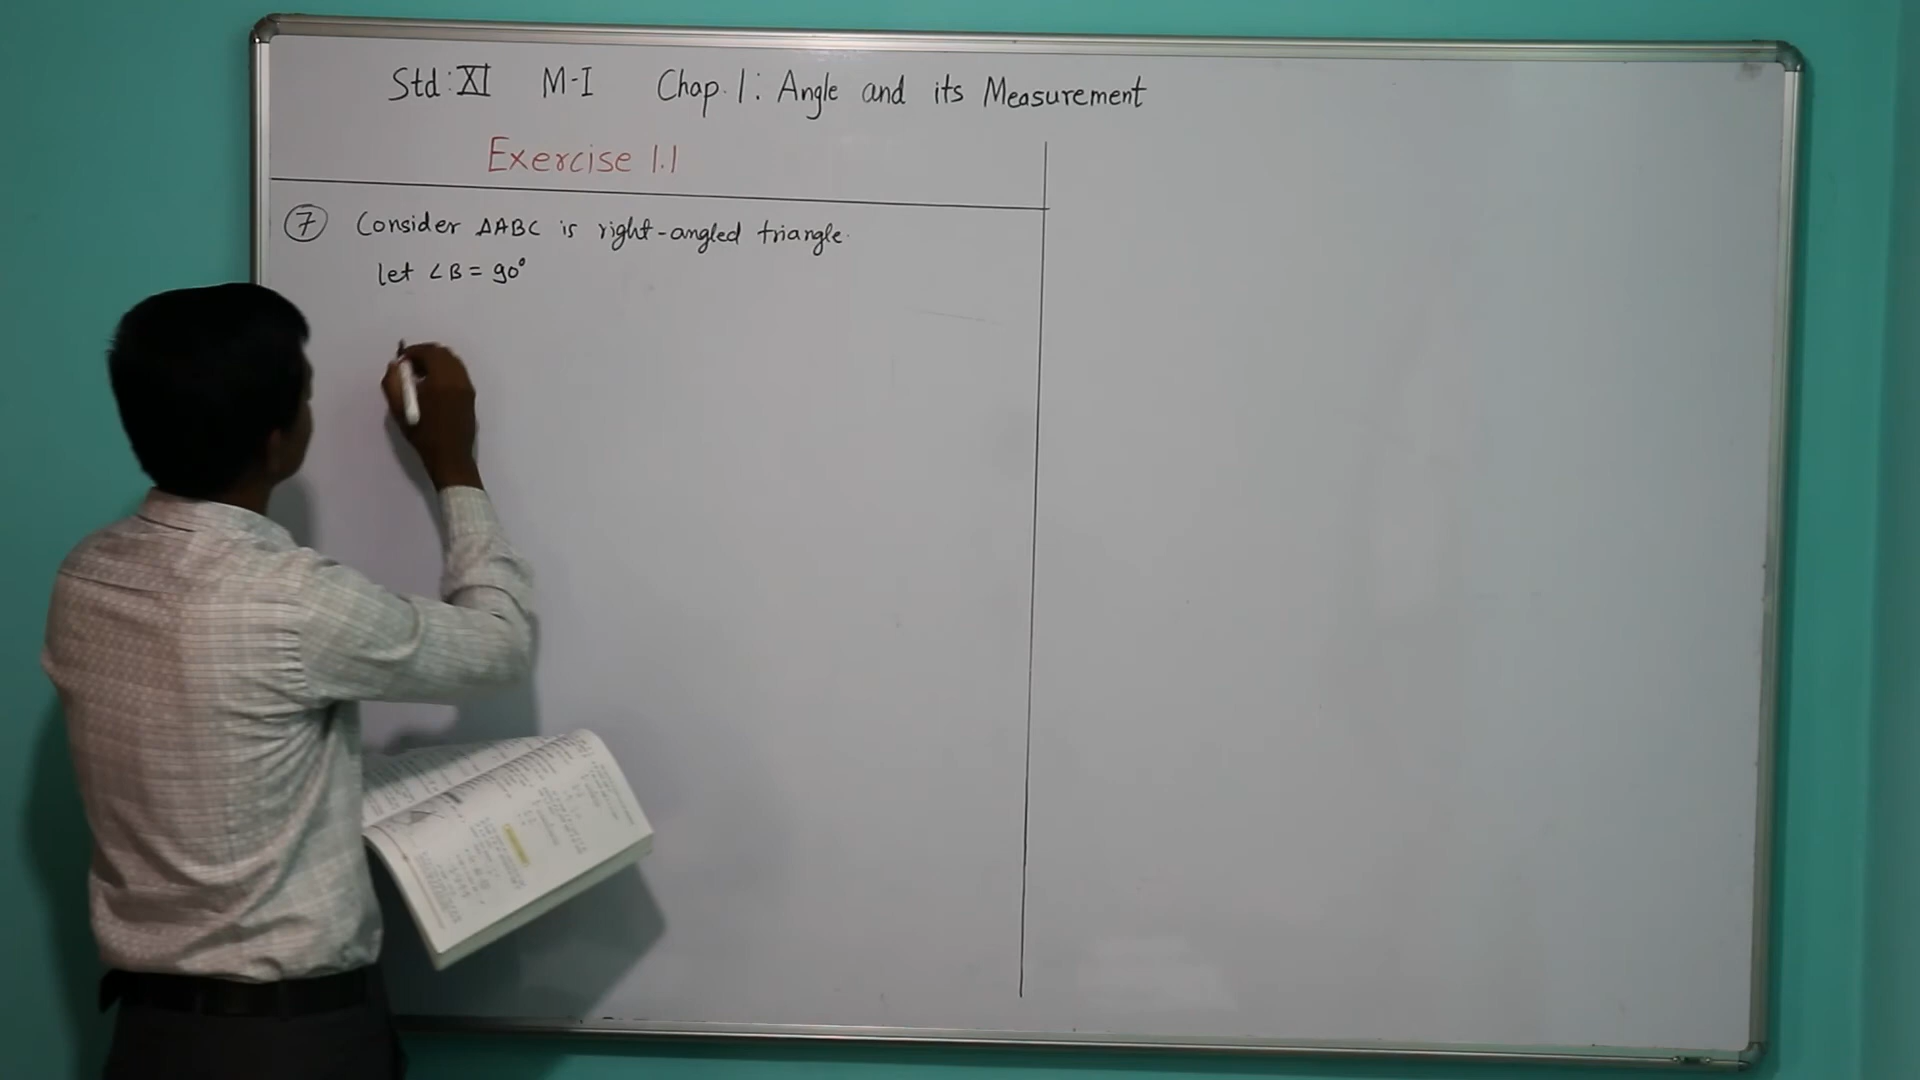 Std: XI M-I Chap. 1: Angle and its Measurement
Exercise 1.1
7 Consider ΔABC is right-angled triangle.
let ∠B = 90°